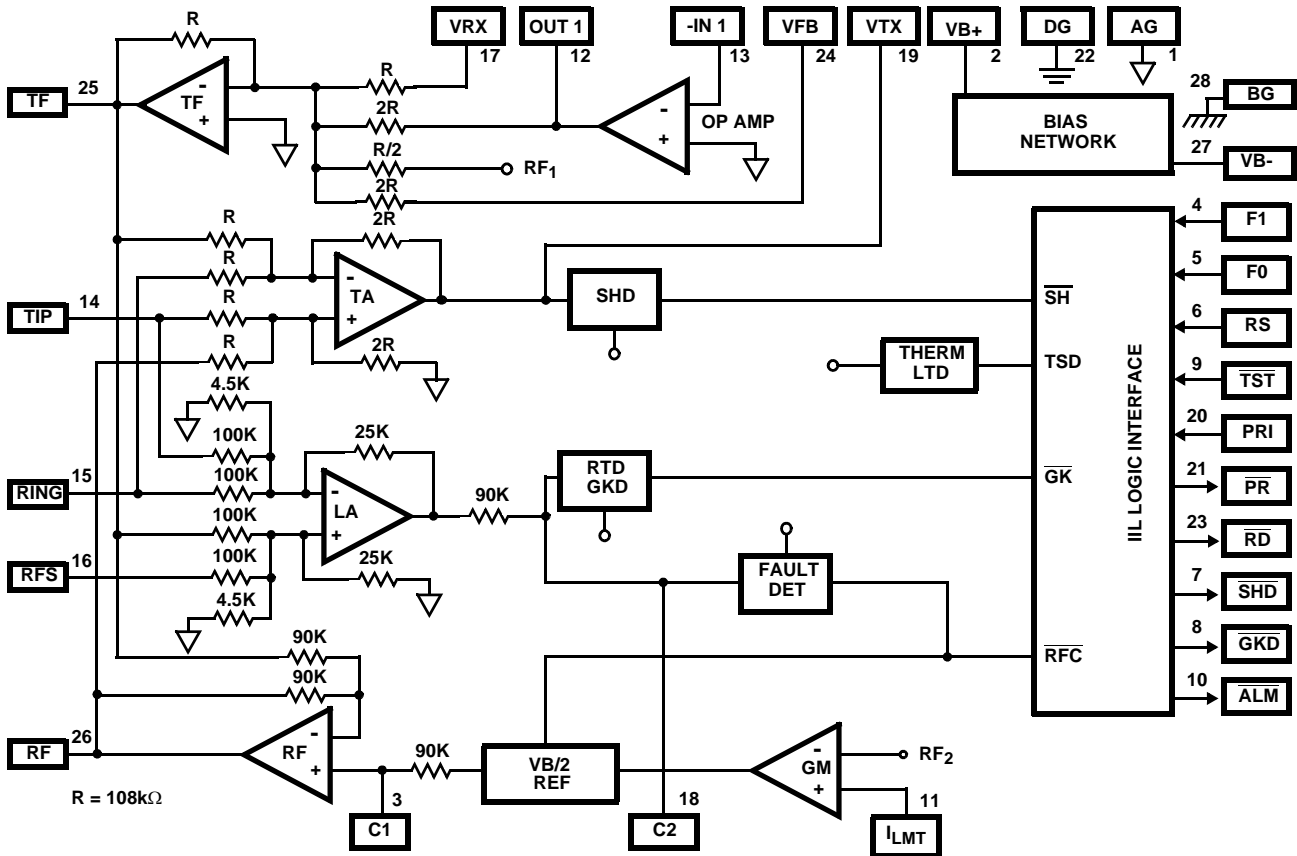 R
VRX
OUT 1
-IN 1
VFB
VTX
VB+
DG
AG
17
12
13
24
19
2
22
1
25
TF
TF
-
+
R
2R
R/2
RF1
2R
-
+
OP AMP
BIAS
NETWORK
28
BG
27
VB-
R
2R
R
14
TIP
R
-
TA
+
R
2R
SHD
SH
THERM
LTD
TSD
IIL LOGIC INTERFACE
4
F1
5
F0
6
RS
9
TST
20
PRI
21
PR
23
RD
7
SHD
8
GKD
10
ALM
4.5K
100K
25K
15
RING
100K
-
LA
+
90K
RTD
GKD
GK
100K
16
RFS
100K
25K
FAULT
DET
4.5K
90K
RFC
90K
26
RF
-
RF
+
90K
VB/2
REF
-
GM
+
RF2
R = 108kΩ
3
C1
18
C2
11
ILMT